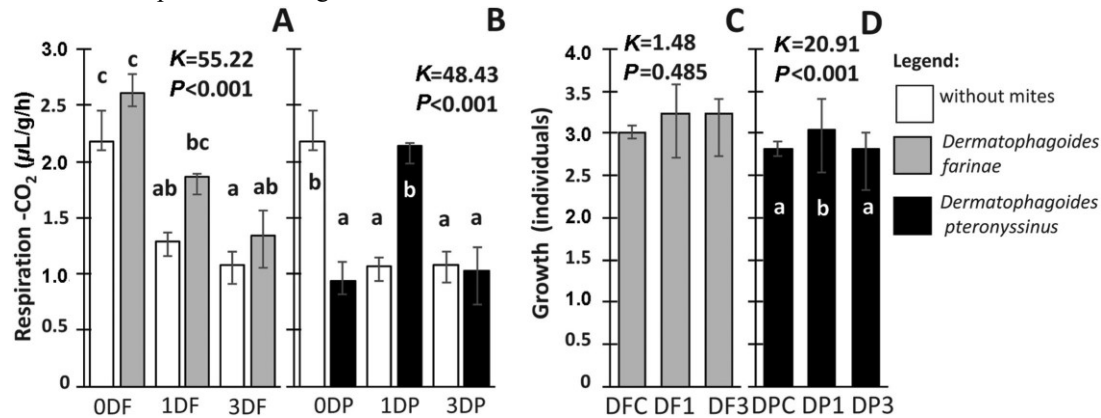 A
B
C
D
K=55.22
P<0.001
K=48.43
P<0.001
K=1.48
P=0.485
K=20.91
P<0.001
Respiration -CO₂ (µL/g/h)
3.0
2.5
2.0
1.5
1.0
0.5
0
c
c
ab
bc
a
ab
b
a
a
b
a
a
0DF
1DF
3DF
0DP
1DP
3DP
Growth (individuals)
4.0
3.5
3.0
2.5
2.0
1.5
1.0
0.5
0
a
b
a
DFC
DF1
DF3
DPC
DP1
DP3
Legend:
without mites
Dermatophagoides
farinae
Dermatophagoides
pteronyssinus